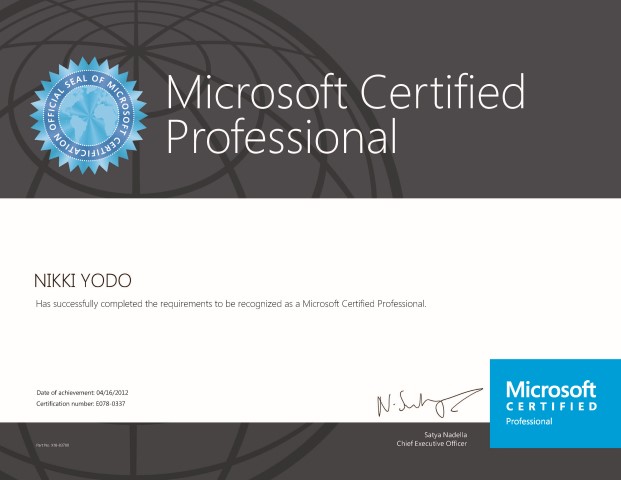 OFFICIAL SEAL OF MICROSOFT CERTIFICATION
Microsoft Certified
Professional
NIKKI YODO
Has successfully completed the requirements to be recognized as a Microsoft Certified Professional.
Date of achievement: 04/16/2012
Certification number: E078-0337
Satya Nadella
Chief Executive Officer
Microsoft
CERTIFIED
Professional
Part No.